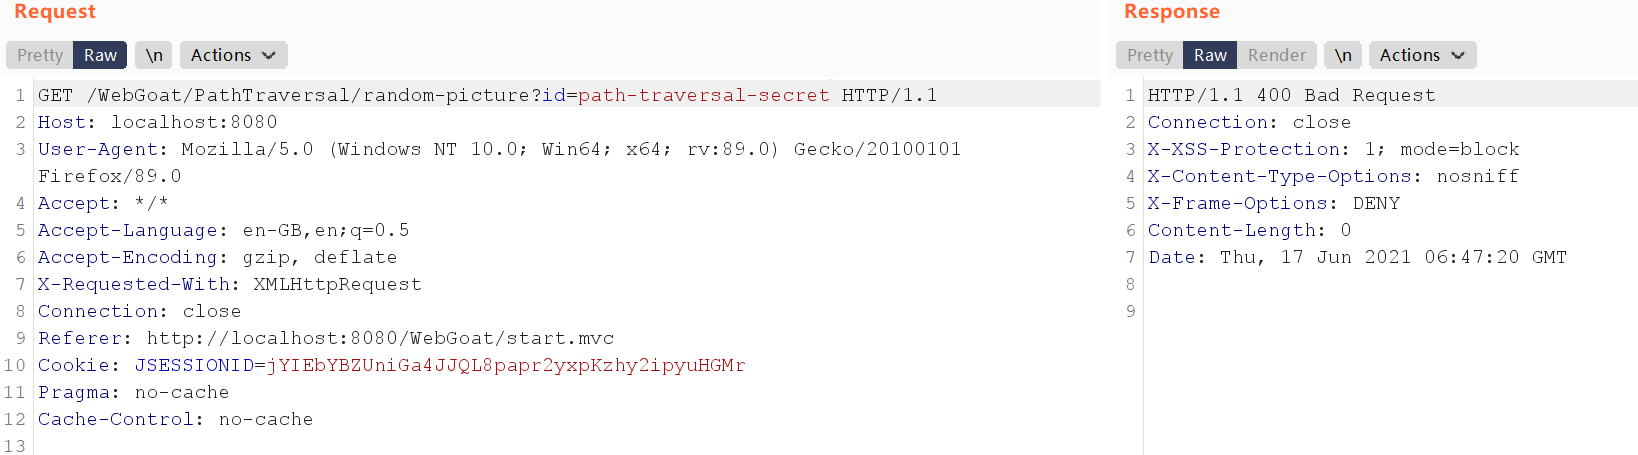 Request
Pretty Raw \n Actions
1 GET /WebGoat/PathTraversal/random-picture?id=path-traversal-secret HTTP/1.1
2 Host: localhost:8080
3 User-Agent: Mozilla/5.0 (Windows NT 10.0; Win64; x64; rv:89.0) Gecko/20100101
Firefox/89.0
4 Accept: */*
5 Accept-Language: en-GB,en;q=0.5
6 Accept-Encoding: gzip, deflate
7 X-Requested-With: XMLHttpRequest
8 Connection: close
9 Referer: http://localhost:8080/WebGoat/start.mvc
10 Cookie: JSESSIONID=jYIEbYBZUniGa4JJQL8papr2yxpKzhy2ipyuHGMr
11 Pragma: no-cache
12 Cache-Control: no-cache
13
Response
Pretty Raw Render \n Actions
1 HTTP/1.1 400 Bad Request
2 Connection: close
3 X-XSS-Protection: 1; mode=block
4 X-Content-Type-Options: nosniff
5 X-Frame-Options: DENY
6 Content-Length: 0
7 Date: Thu, 17 Jun 2021 06:47:20 GMT
8
9